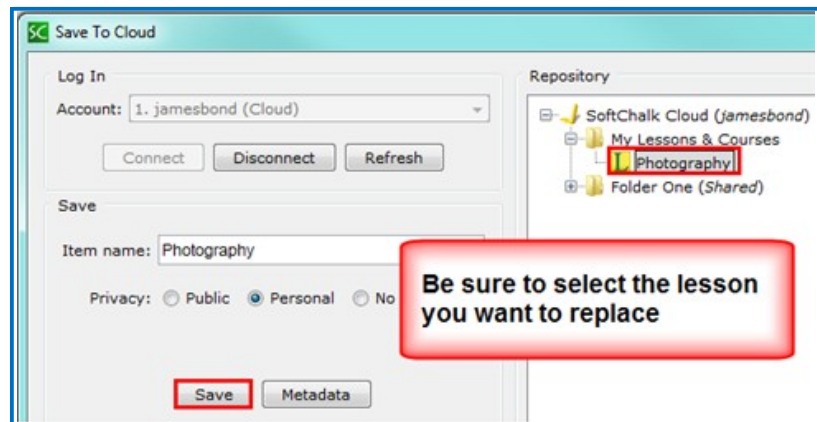 SC Save To Cloud
Log In
Account: 1. jamesbond (Cloud)
Connect Disconnect Refresh
Save
Item name: Photography
Privacy: Public Personal No
Save Metadata
Repository
SoftChalk Cloud (jamesbond)
My Lessons & Courses
L Photography
Folder One (Shared)
Be sure to select the lesson
you want to replace